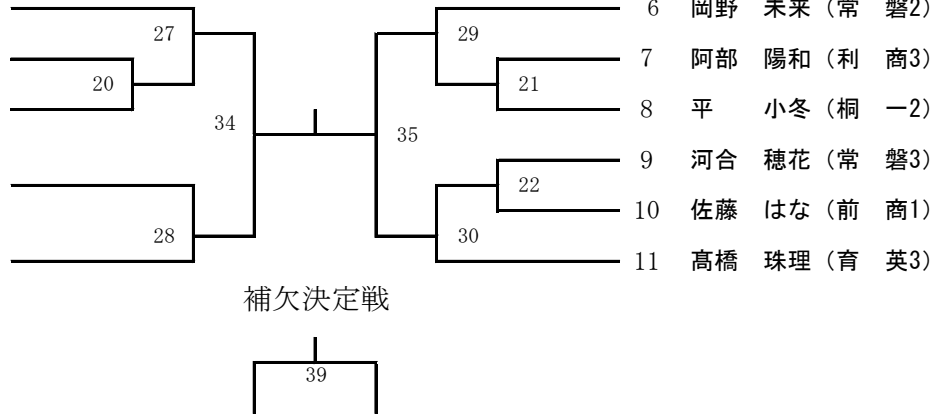 6 岡野 未来（常 磐2）
27 29
7 阿部 陽和（利 商3）
20 21
8 平 小冬（桐 一2）
34 35
9 河合 穂花（常 磐3）
22
10 佐藤 はな（前 商1）
28 30
11 髙橋 珠理（育 英3）
補欠決定戦
39